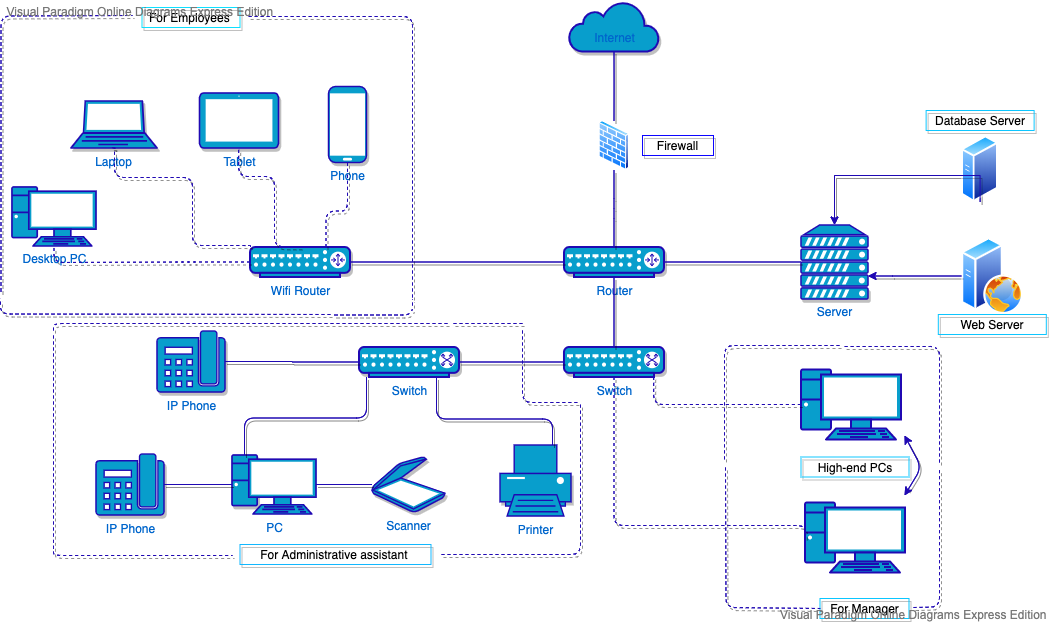 Visual Paradigm Online Diagrams Express Edition
For Employees
Internet
Firewall
Database Server
Laptop
Tablet
Phone
Desktop PC
Wifi Router
Router
Server
Web Server
IP Phone
Switch
Switch
High-end PCs
IP Phone
PC
Scanner
Printer
For Administrative assistant
For Manager
Visual Paradigm Online Diagrams Express Edition